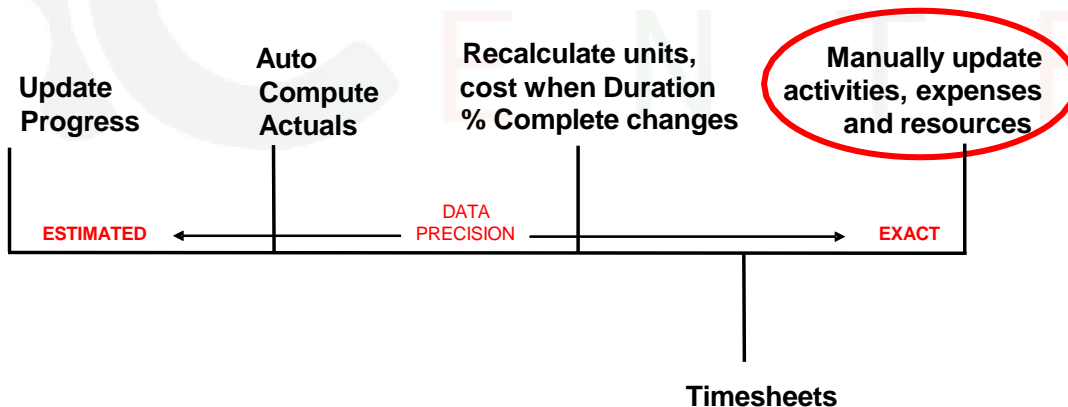 Update
Progress
Auto
Compute
Actuals
Recalculate units,
cost when Duration
% Complete changes
Manually update
activities, expenses
and resources
ESTIMATED
DATA
PRECISION
EXACT
Timesheets